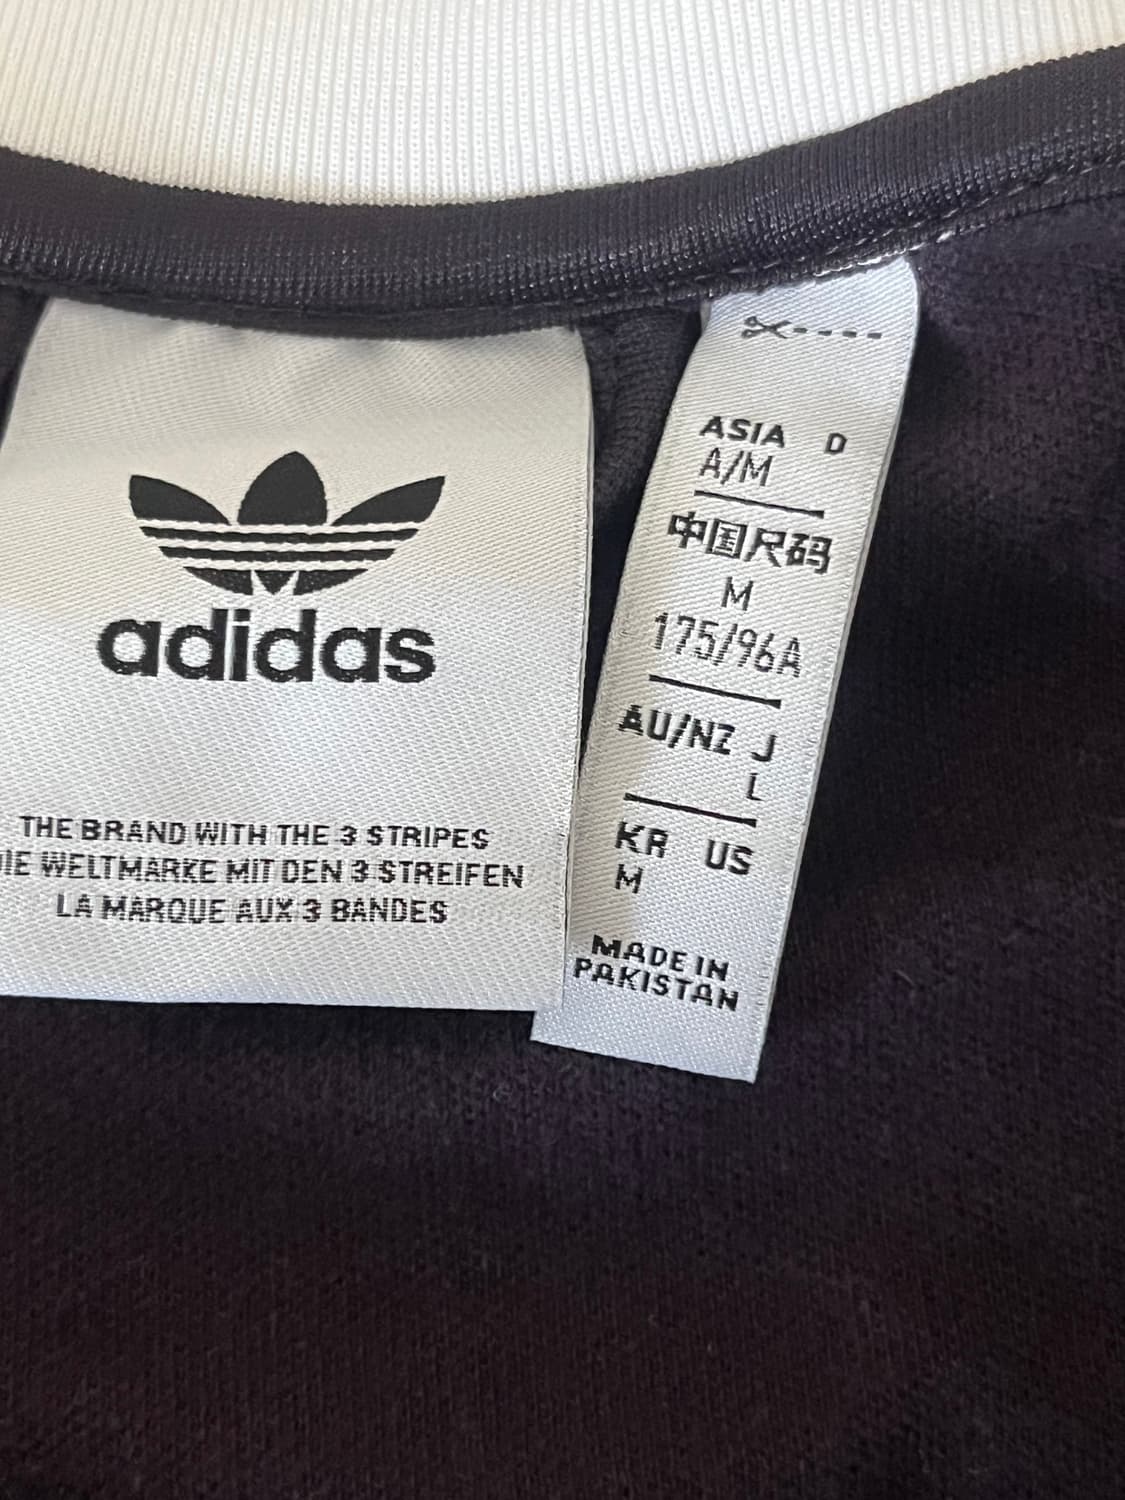 adidas
THE BRAND WITH THE 3 STRIPES
DIE WELTMARKE MIT DEN 3 STREIFEN
LA MARQUE AUX 3 BANDES
ASIA D
A/M
中国尺码
M
175/96A
AU/NZ J
L
KR US
M
MADE IN
PAKISTAN